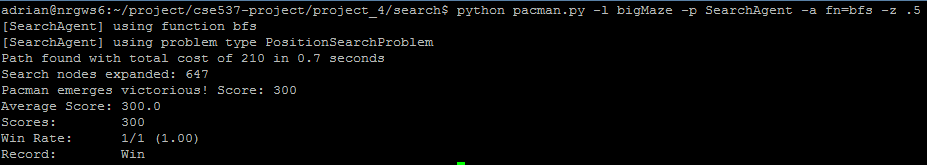 adrian@nrgws6:~/project/cse537-project/project_4/search$ python pacman.py -l bigMaze -p SearchAgent -a fn=bfs -z .5
[SearchAgent] using function bfs
[SearchAgent] using problem type PositionSearchProblem
Path found with total cost of 210 in 0.7 seconds
Search nodes expanded: 647
Pacman emerges victorious! Score: 300
Average Score: 300.0
Scores:        300
Win Rate:      1/1 (1.00)
Record:        Win